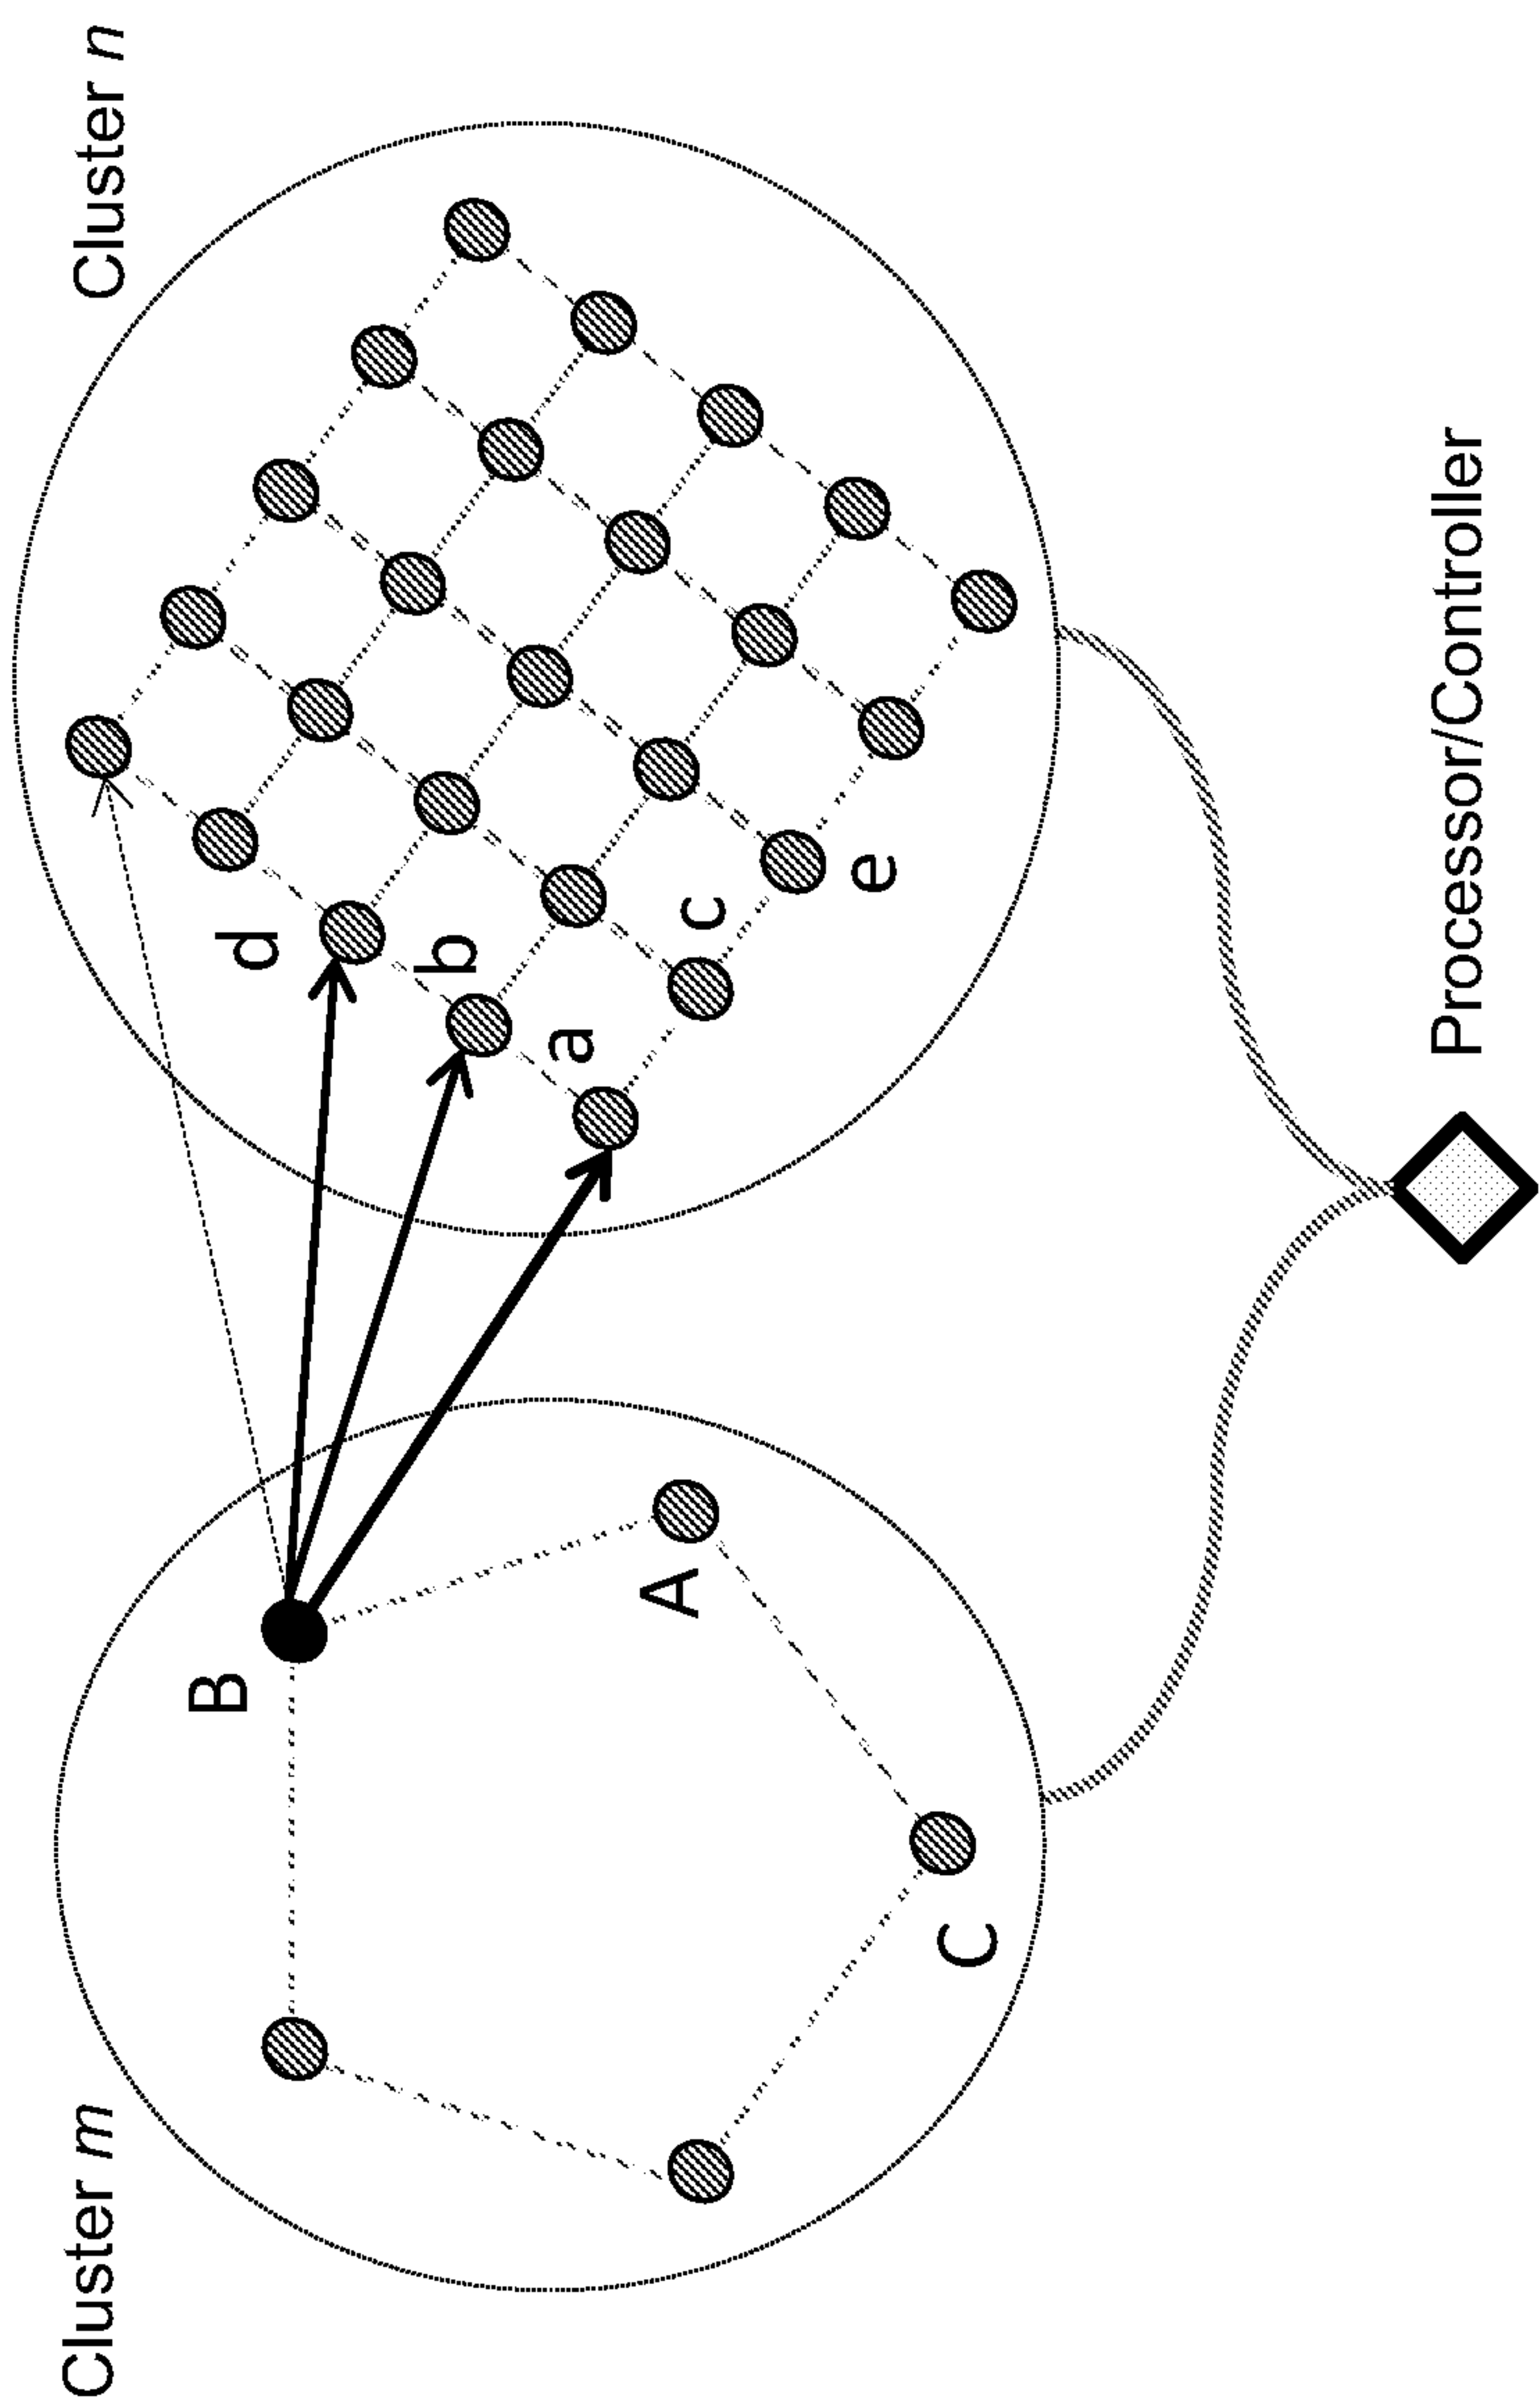 Cluster m
Cluster n
B
d
b
a
A
c
e
C
Processor/Controller